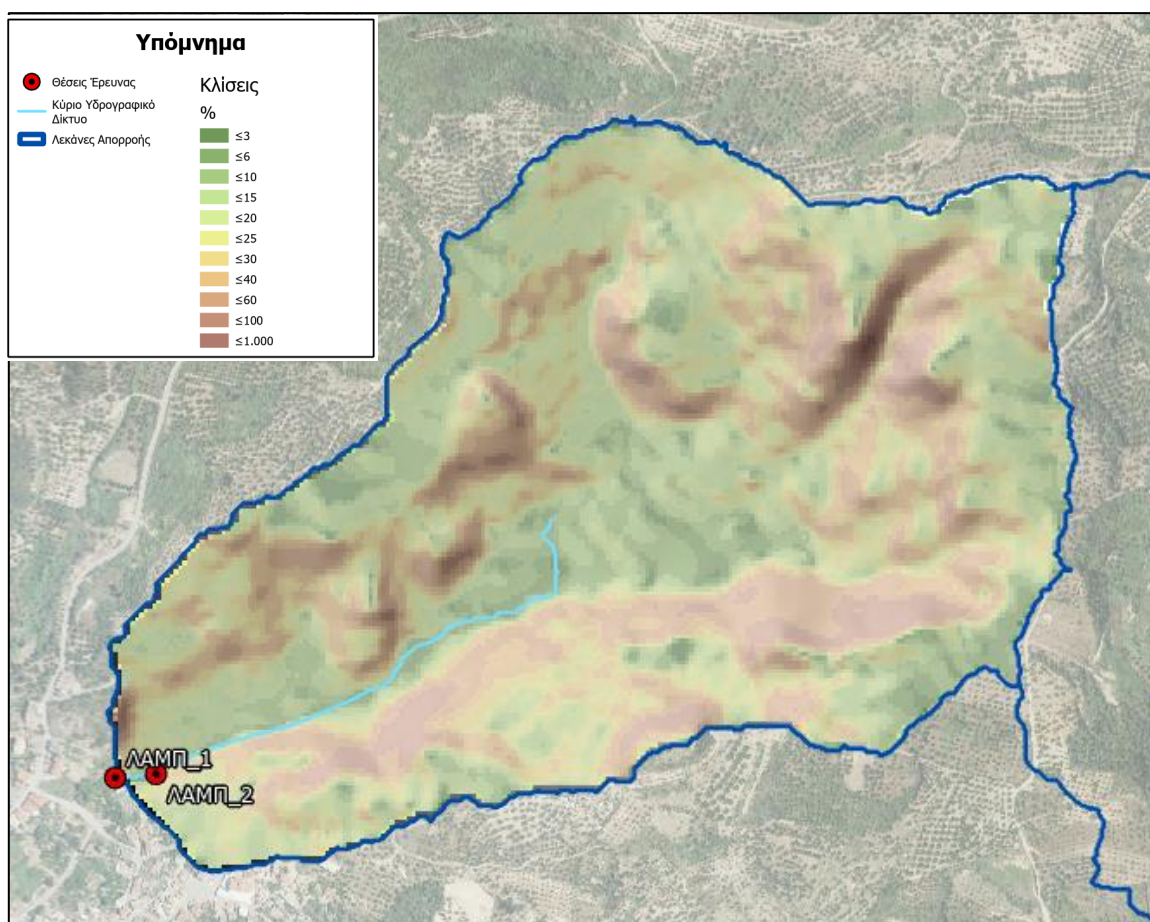 Υπόμνημα
Θέσεις Έρευνας
Κύριο Υδρογραφικό
Δίκτυο
Λεκάνες Απορροής
Κλίσεις
%
≤3
≤6
≤10
≤15
≤20
≤25
≤30
≤40
≤60
≤100
≤1.000
ΛΑΜΠ_1
ΛΑΜΠ_2